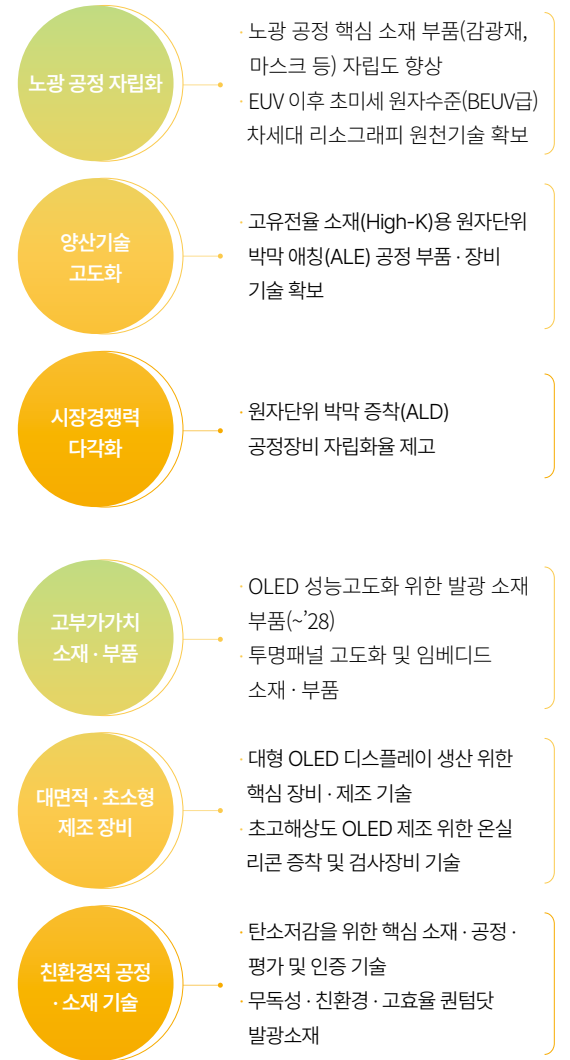 노광 공정 자립화
· 노광 공정 핵심 소재 부품(감광재,
마스크 등) 자립도 향상
· EUV 이후 초미세 원자수준(BEUV급)
차세대 리소그래피 원천기술 확보
양산기술
고도화
· 고유전율 소재(High-K)용 원자단위
박막 애칭(ALE) 공정 부품 · 장비
기술 확보
시장경쟁력
다각화
· 원자단위 박막 증착(ALD)
공정장비 자립화율 제고
고부가가치
소재 · 부품
· OLED 성능고도화 위한 발광 소재
부품(~’28)
· 투명패널 고도화 및 임베디드
소재 · 부품
대면적 · 초소형
제조 장비
· 대형 OLED 디스플레이 생산 위한
핵심 장비 · 제조 기술
· 초고해상도 OLED 제조 위한 온실
리콘 증착 및 검사장비 기술
친환경적 공정
· 소재 기술
· 탄소저감을 위한 핵심 소재 · 공정 ·
평가 및 인증 기술
· 무독성 · 친환경 · 고효율 퀀텀닷
발광소재